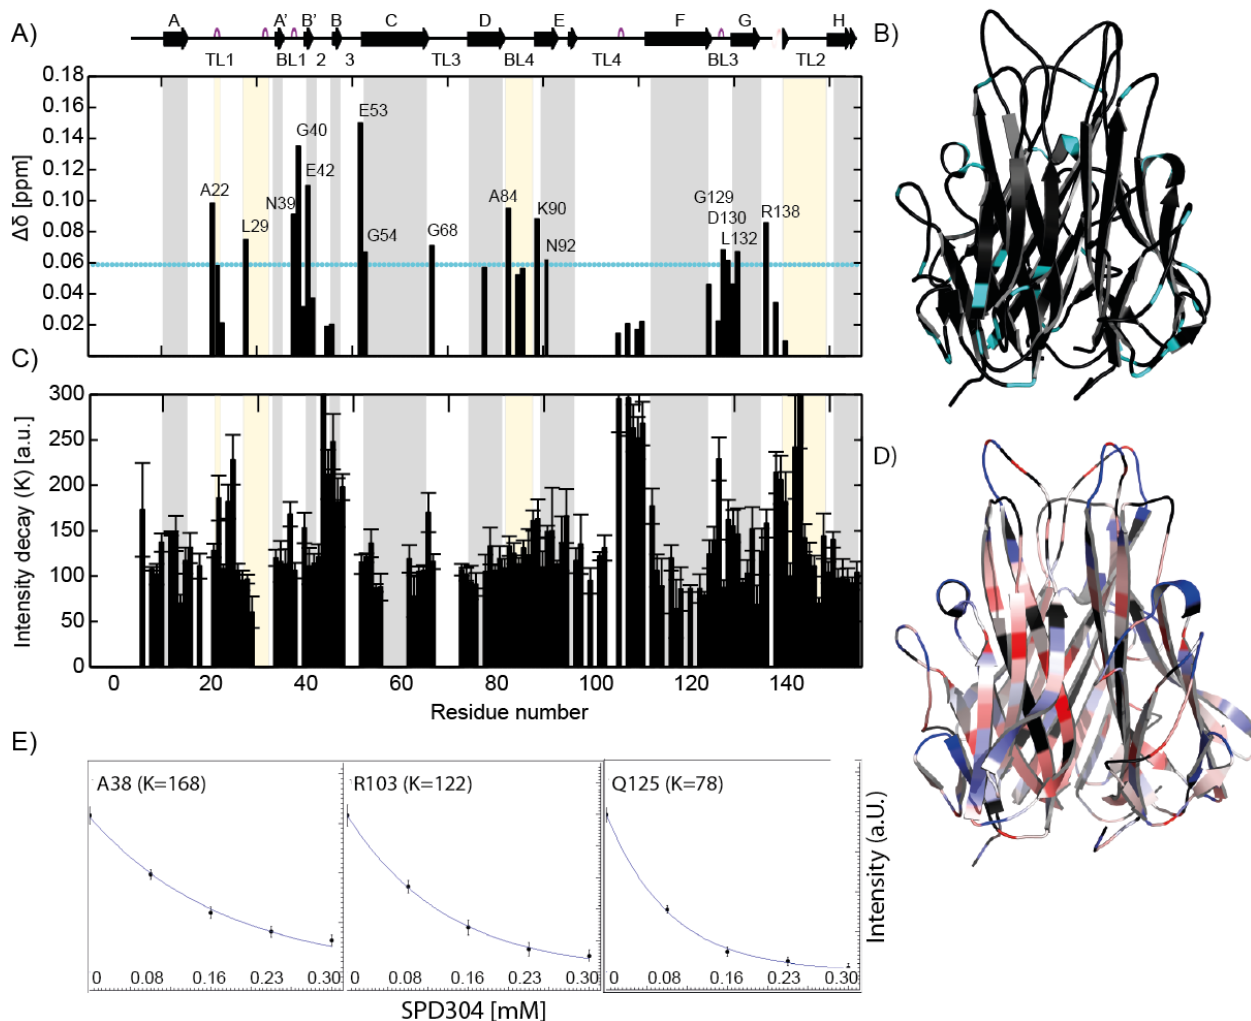 A)
A A' B' B C D E F G H
B)
TL1 BL1 2 3 TL3 BL4 TL4 BL3 TL2
0.18
0.16
0.14
0.12
0.10
0.08
0.06
0.04
0.02
Δδ [ppm]
A22
L29
N39
G40
E42
E53
G54
G68
A84
K90
N92
G129
D130
L132
R138
C)
300
250
200
150
100
50
0
Intensity decay (K) [a.u.]
0 20 40 60 80 100 120 140
Residue number
D)
E)
A38 (K=168)
R103 (K=122)
Q125 (K=78)
0 0.08 0.16 0.23 0.30
0 0.08 0.16 0.23 0.30
0 0.08 0.16 0.23 0.30
Intensity (a.U.)
SPD304 [mM]